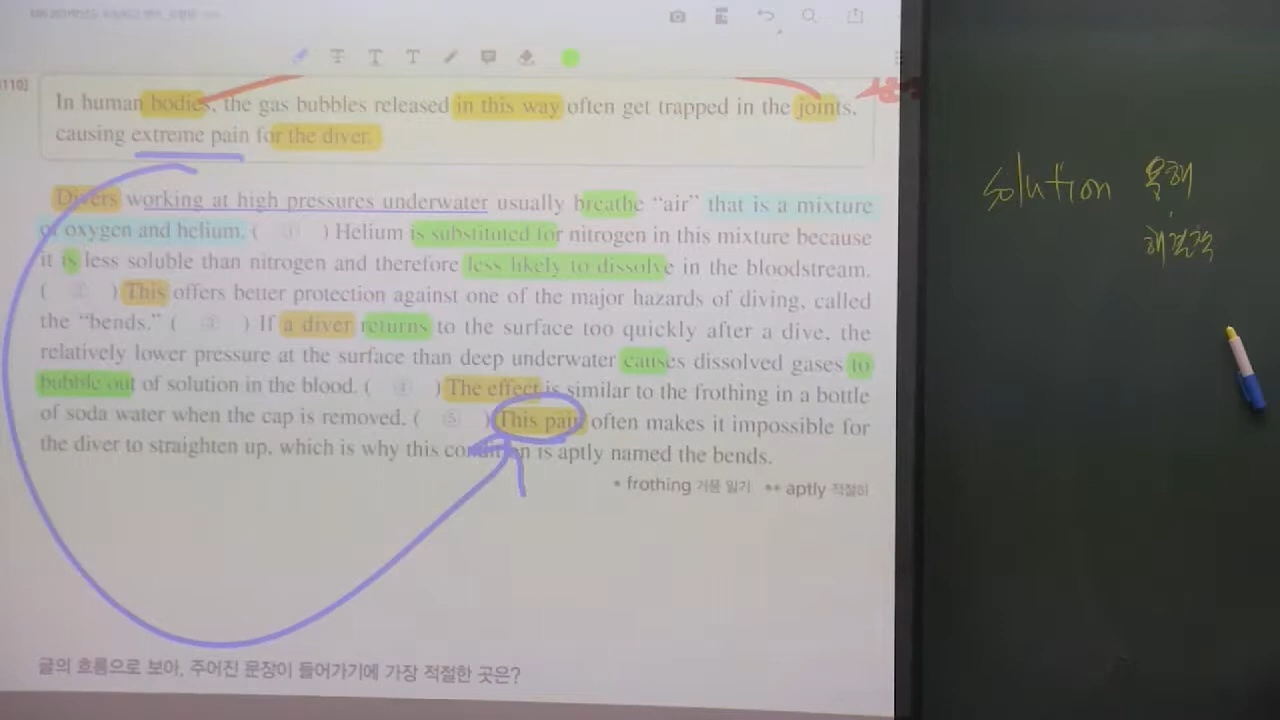 110]
In human bodies, the gas bubbles released in this way often get trapped in the joints,
causing extreme pain for the diver.
Divers working at high pressures underwater usually breathe “air” that is a mixture
of oxygen and helium. ( ① ) Helium is substituted for nitrogen in this mixture because
it is less soluble than nitrogen and therefore less likely to dissolve in the bloodstream.
( ② ) This offers better protection against one of the major hazards of diving, called
the “bends.” ( ③ ) If a diver returns to the surface too quickly after a dive, the
relatively lower pressure at the surface than deep underwater causes dissolved gases to
bubble out of solution in the blood. ( ④ ) The effect is similar to the frothing in a bottle
of soda water when the cap is removed. ( ⑤ ) This pain often makes it impossible for
the diver to straighten up, which is why this condition is aptly named the bends.
* frothing 거품 일기 ** aptly 적절히
글의 흐름으로 보아, 주어진 문장이 들어가기에 가장 적절한 곳은?
solution 용해
해결책